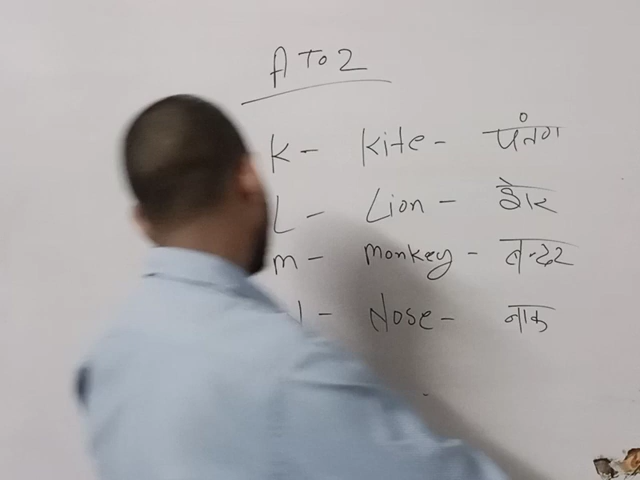 A To Z
K - Kite - पंतग
L - Lion - शेर
m - monkey - बन्दर
- Nose - नाक